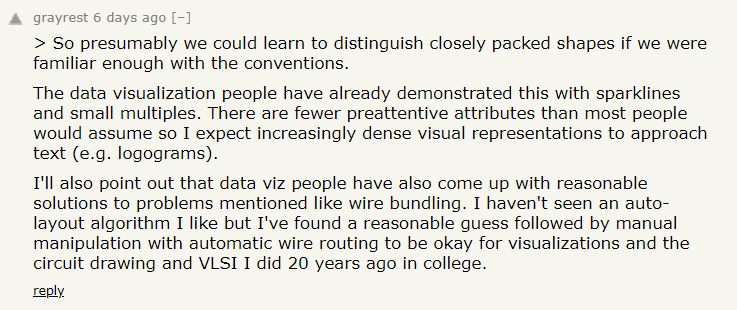 grayrest 6 days ago [–]
> So presumably we could learn to distinguish closely packed shapes if we were
familiar enough with the conventions.
The data visualization people have already demonstrated this with sparklines
and small multiples. There are fewer preattentive attributes than most people
would assume so I expect increasingly dense visual representations to approach
text (e.g. logograms).
I'll also point out that data viz people have also come up with reasonable
solutions to problems mentioned like wire bundling. I haven't seen an auto-
layout algorithm I like but I've found a reasonable guess followed by manual
manipulation with automatic wire routing to be okay for visualizations and the
circuit drawing and VLSI I did 20 years ago in college.
reply